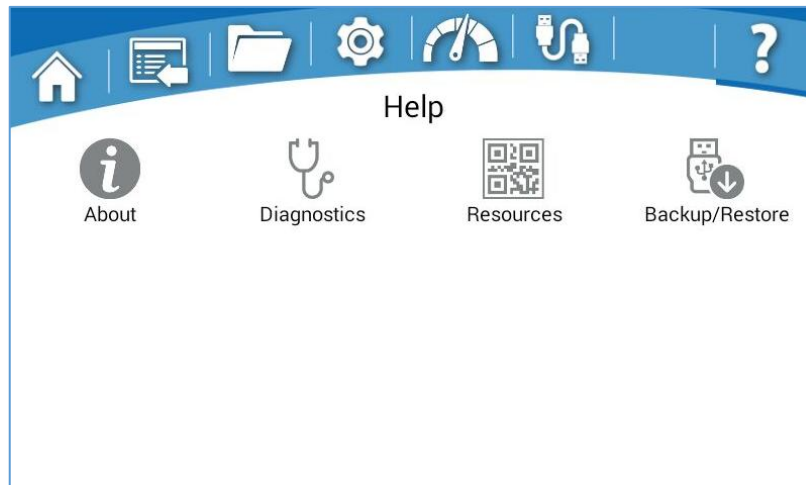 ?
Help
About
Diagnostics
Resources
Backup/Restore